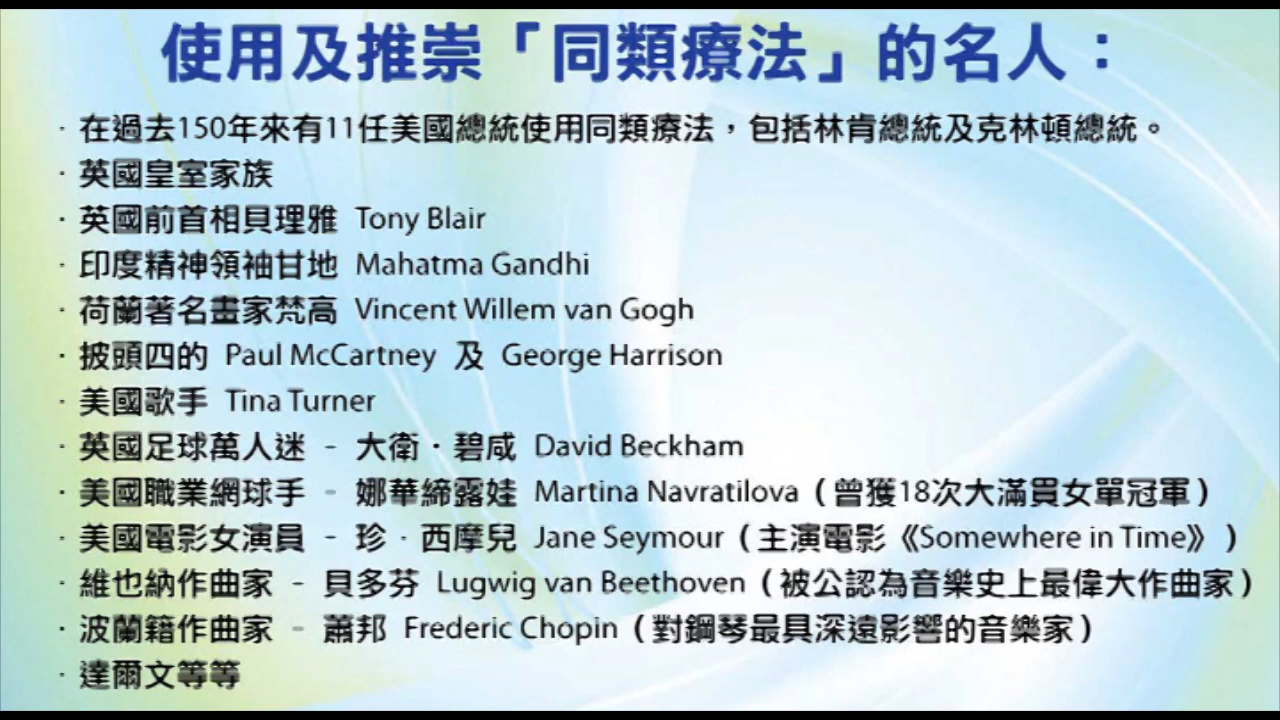 使用及推崇「同類療法」的名人：
· 在過去150年來有11任美國總統使用同類療法，包括林肯總統及克林頓總統。
· 英國皇室家族
· 英國前首相貝理雅 Tony Blair
· 印度精神領袖甘地 Mahatma Gandhi
· 荷蘭著名畫家梵高 Vincent Willem van Gogh
· 披頭四的 Paul McCartney 及 George Harrison
· 美國歌手 Tina Turner
· 英國足球萬人迷 - 大衛·碧咸 David Beckham
· 美國職業網球手 - 娜華締露娃 Martina Navratilova（曾獲18次大滿貫女單冠軍）
· 美國電影女演員 - 珍·西摩兒 Jane Seymour（主演電影《Somewhere in Time》）
· 維也納作曲家 - 貝多芬 Lugwig van Beethoven（被公認為音樂史上最偉大作曲家）
· 波蘭籍作曲家 - 蕭邦 Frederic Chopin（對鋼琴最具深遠影響的音樂家）
· 達爾文等等